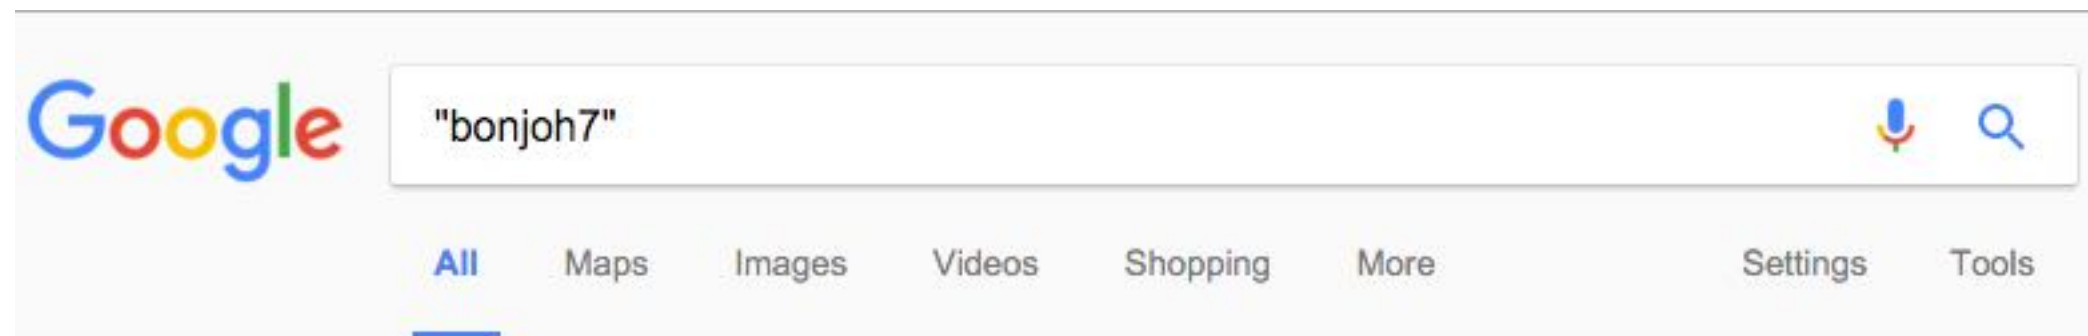 Google "bonjoh7"
All Maps Images Videos Shopping More Settings Tools